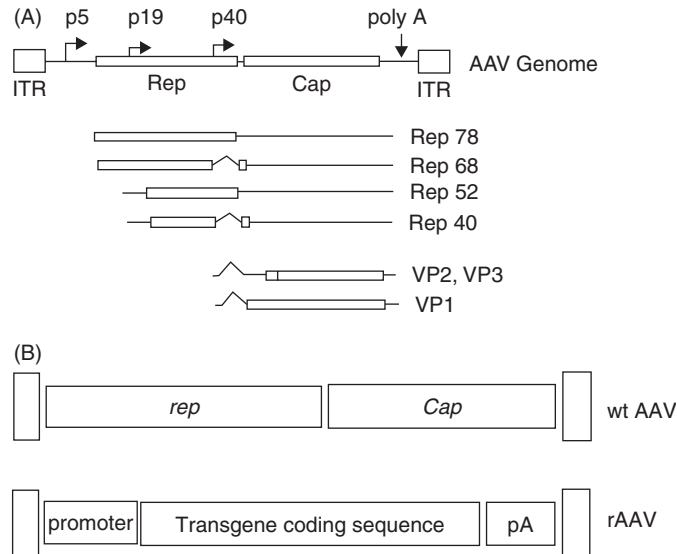 (A)
p5 p19 p40 poly A
ITR Rep Cap ITR AAV Genome
Rep 78
Rep 68
Rep 52
Rep 40
VP2, VP3
VP1
(B)
rep Cap wt AAV
promoter Transgene coding sequence pA rAAV